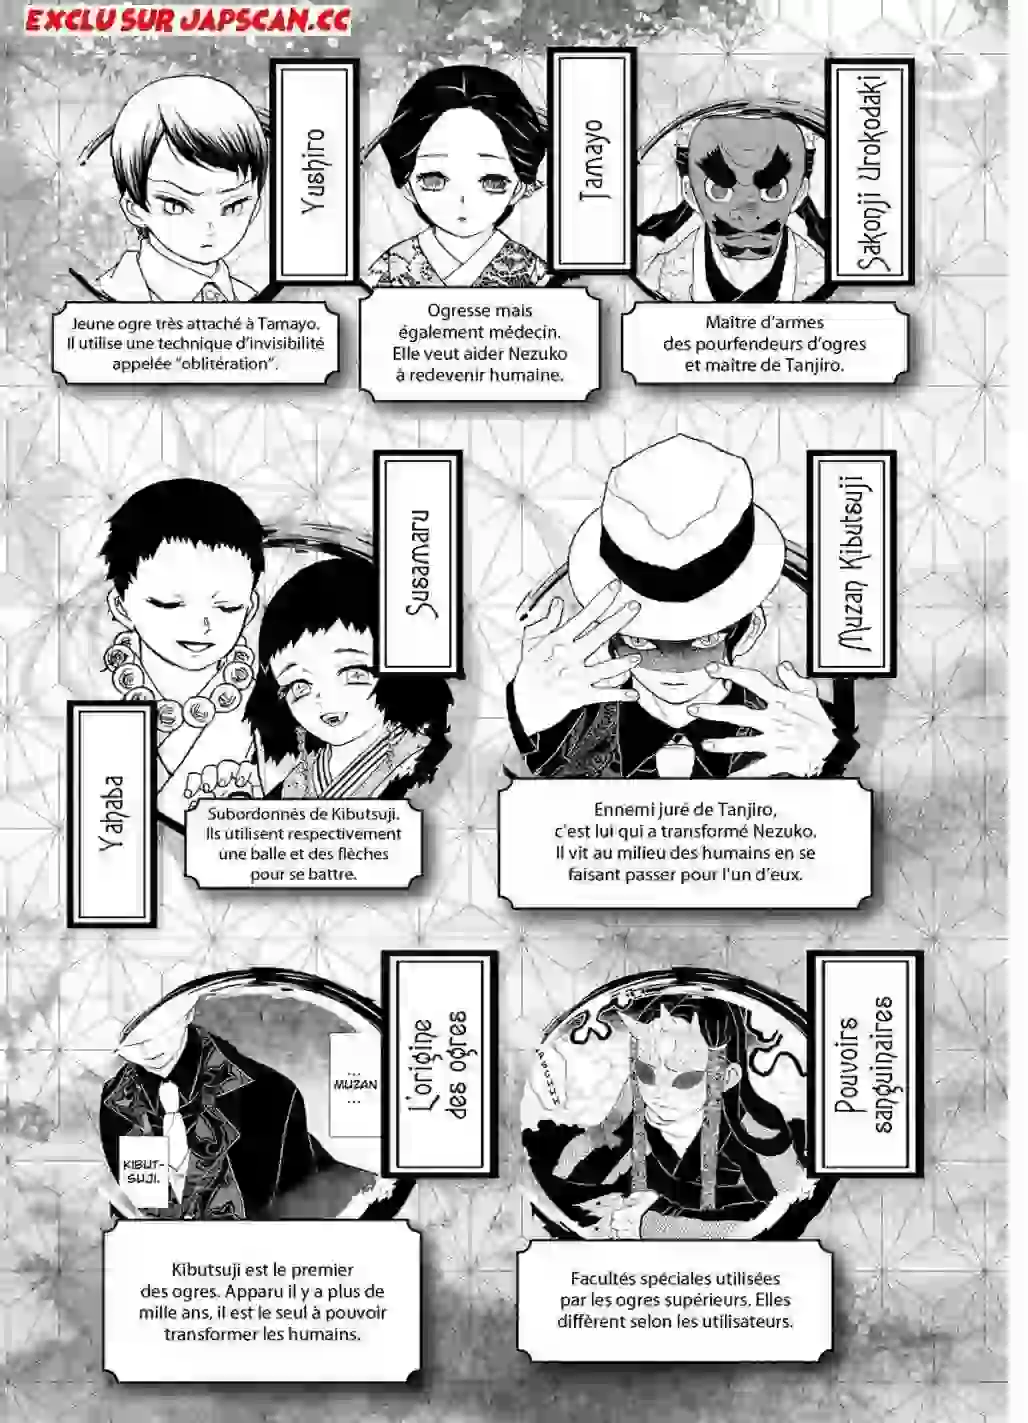 EXCLU SUR JAPSCAN.CC
Yushiro
Jeune ogre très attaché à Tamayo.
Il utilise une technique d'invisibilité
appelée "oblitération".
Tamayo
Ogresse mais
également médecin.
Elle veut aider Nezuko
à redevenir humaine.
Sakonji Urokodaki
Maître d'armes
des pourfendeurs d'ogres
et maître de Tanjiro.
Susamaru
Yahaba
Subordonnés de Kibutsuji.
Ils utilisent respectivement
une balle et des flèches
pour se battre.
Muzan Kibutsuji
Ennemi juré de Tanjiro,
c'est lui qui a transformé Nezuko.
Il vit au milieu des humains en se
faisant passer pour l'un d'eux.
L'origine
des ogres
...
MUZAN
...
KIBUT-
SUJI.
Kibutsuji est le premier
des ogres. Apparu il y a plus de
mille ans, il est le seul à pouvoir
transformer les humains.
Pouvoirs
sanguinaires
Facultés spéciales utilisées
par les ogres supérieurs. Elles
diffèrent selon les utilisateurs.